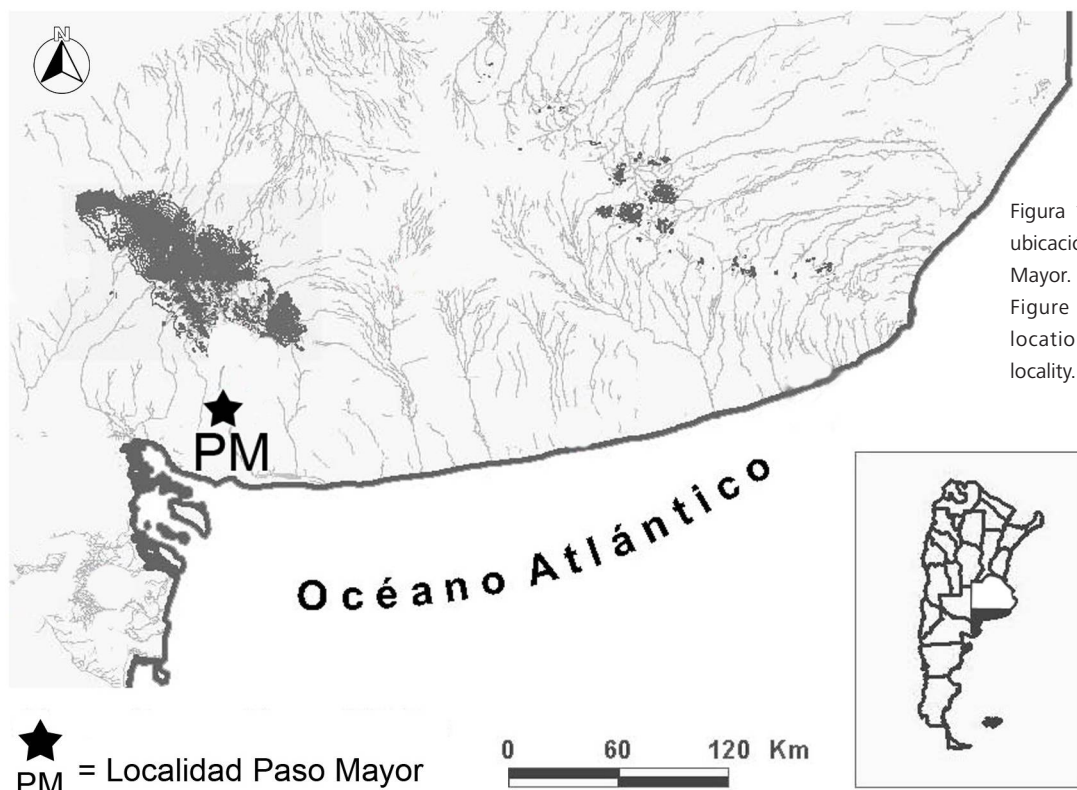 N
Figura
ubicacio
Mayor.
Figure
locatio
locality.
PM
Océano Atlántico
0 60 120 Km
PM = Localidad Paso Mayor